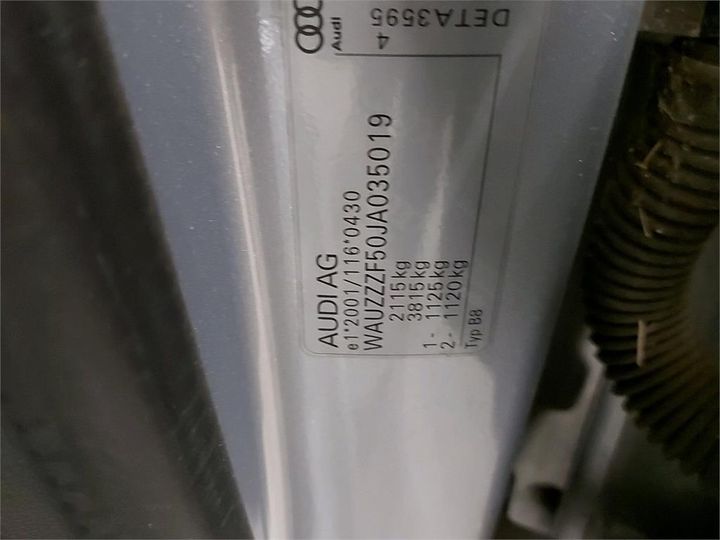 AUDI AG
e1*2001/116*0430
WAUZZZF50JA035019
2115kg
3815kg
1- 1125kg
2- 1120kg
Typ B8
Audi
4
DETA3595